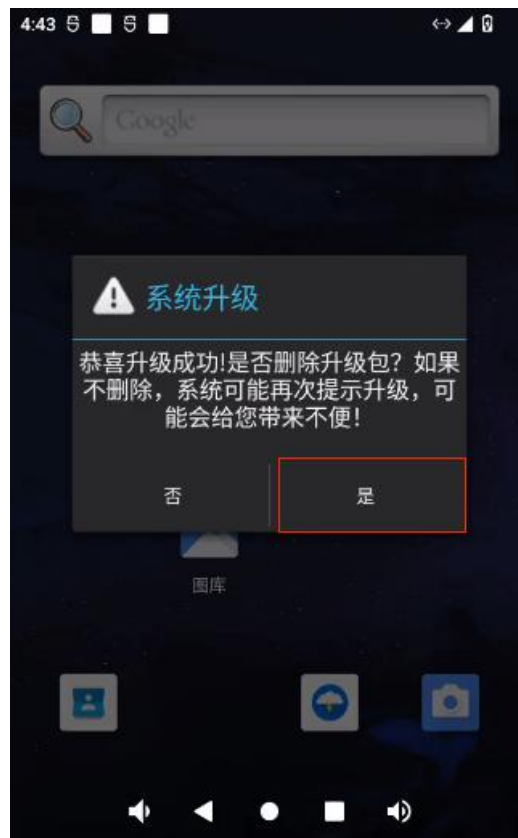 4:43
Google
系统升级
恭喜升级成功!是否删除升级包？如果
不删除，系统可能再次提示升级，可
能会给您带来不便！
否
是
图库